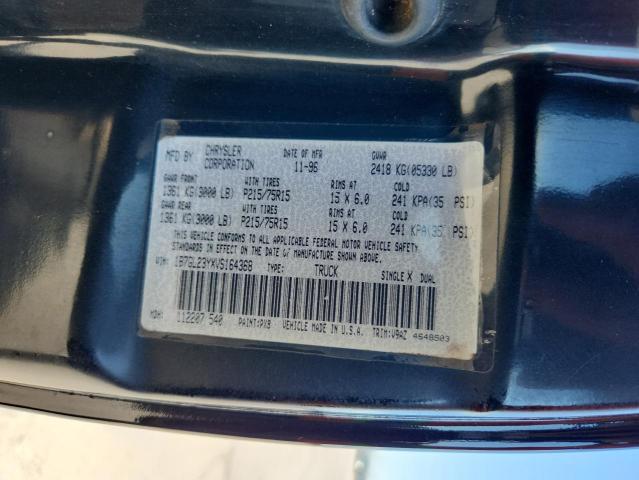 MFD BY CHRYSLER CORPORATION DATE OF MFR 11-96 GVWR 2418 KG(05330 LB)
GAWR FRONT WITH TIRES RIMS AT COLD
1361 KG(3000 LB) P215/75R15 15 X 6.0 241 KPA(35 PSI)
GAWR REAR WITH TIRES RIMS AT COLD
1361 KG(3000 LB) P215/75R15 15 X 6.0 241 KPA(35 PSI)
THIS VEHICLE CONFORMS TO ALL APPLICABLE FEDERAL MOTOR VEHICLE SAFETY
STANDARDS IN EFFECT ON THE DATE OF MANUFACTURE SHOWN ABOVE.
VIN: 1B7GL23YXVS164368 TYPE: TRUCK SINGLE X DUAL
MDH: 112207 540 PAINT:PX8 VEHICLE MADE IN U.S.A. TRIM:V9AZ 4648503